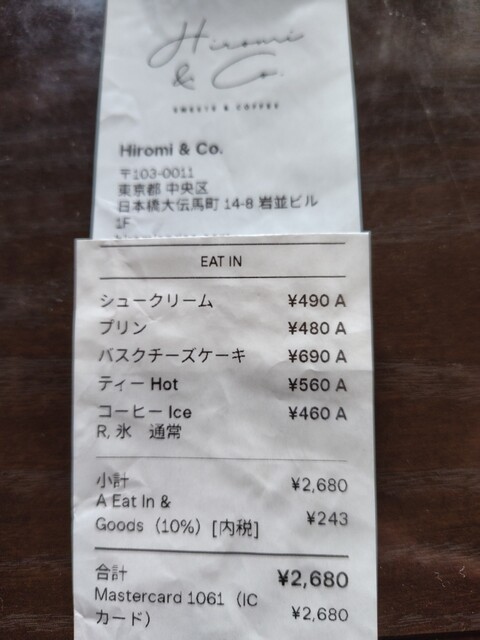 Hiromi
& Co.
SWEETS & COFFEE
Hiromi & Co.
〒103-0011
東京都 中央区
日本橋大伝馬町 14-8 岩並ビル
1F
EAT IN
シュークリーム ¥490 A
プリン ¥480 A
バスクチーズケーキ ¥690 A
ティー Hot ¥560 A
コーヒー Ice ¥460 A
R, 氷　通常
小計 ¥2,680
A Eat In &
Goods（10%）[内税] ¥243
合計 ¥2,680
Mastercard 1061（IC
カード） ¥2,680